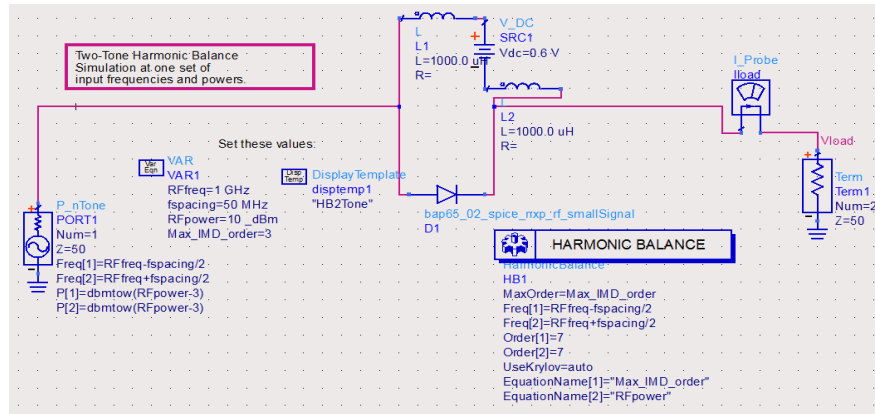 Two-Tone Harmonic Balance
Simulation at one set of
input frequencies and powers.
L
L1
L=1000.0 uH
R=
V_DC
SRC1
Vdc=0.6 V
I_Probe
Iload
L2
L=1000.0 uH
R=
Vload
Set these values:
Var
Eqn
VAR
VAR1
RFfreq=1 GHz
fspacing=50 MHz
RFpower=10 _dBm
Max_IMD_order=3
Disp
Temp
DisplayTemplate
disptemp1
"HB2Tone"
Term
Term1
Num=2
Z=50
P_nTone
PORT1
Num=1
Z=50
Freq[1]=RFfreq-fspacing/2
Freq[2]=RFfreq+fspacing/2
P[1]=dbmtow(RFpower-3)
P[2]=dbmtow(RFpower-3)
D1
HARMONIC BALANCE
HarmonicBalance
HB1
MaxOrder=Max_IMD_order
Freq[1]=RFfreq-fspacing/2
Freq[2]=RFfreq+fspacing/2
Order[1]=7
Order[2]=7
UseKrylov=auto
EquationName[1]="Max_IMD_order"
EquationName[2]="RFpower"